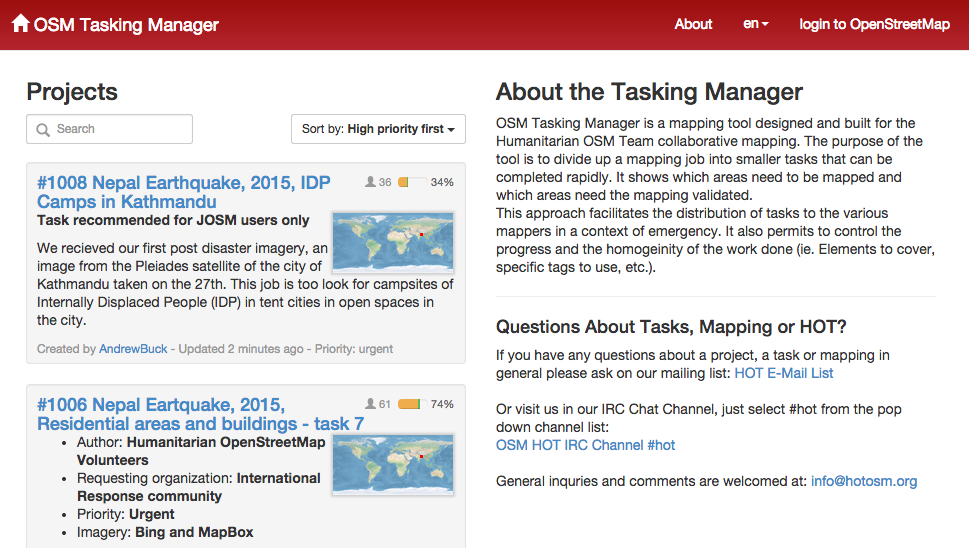 OSM Tasking Manager
About
en
login to OpenStreetMap
Projects
Search
Sort by: High priority first
#1008 Nepal Earthquake, 2015, IDP
Camps in Kathmandu
36
34%
Task recommended for JOSM users only
We recieved our first post disaster imagery, an
image from the Pleiades satellite of the city of
Kathmandu taken on the 27th. This job is too look for campsites of
Internally Displaced People (IDP) in tent cities in open spaces in
the city.
Created by AndrewBuck - Updated 2 minutes ago - Priority: urgent
#1006 Nepal Eartquake, 2015,
Residential areas and buildings - task 7
61
74%
• Author: Humanitarian OpenStreetMap
Volunteers
• Requesting organization: International
Response community
• Priority: Urgent
• Imagery: Bing and MapBox
About the Tasking Manager
OSM Tasking Manager is a mapping tool designed and built for the
Humanitarian OSM Team collaborative mapping. The purpose of the
tool is to divide up a mapping job into smaller tasks that can be
completed rapidly. It shows which areas need to be mapped and
which areas need the mapping validated.
This approach facilitates the distribution of tasks to the various
mappers in a context of emergency. It also permits to control the
progress and the homogeinity of the work done (ie. Elements to cover,
specific tags to use, etc.).
Questions About Tasks, Mapping or HOT?
If you have any questions about a project, a task or mapping in
general please ask on our mailing list: HOT E-Mail List
Or visit us in our IRC Chat Channel, just select #hot from the pop
down channel list:
OSM HOT IRC Channel #hot
General inquries and comments are welcomed at: info@hotosm.org